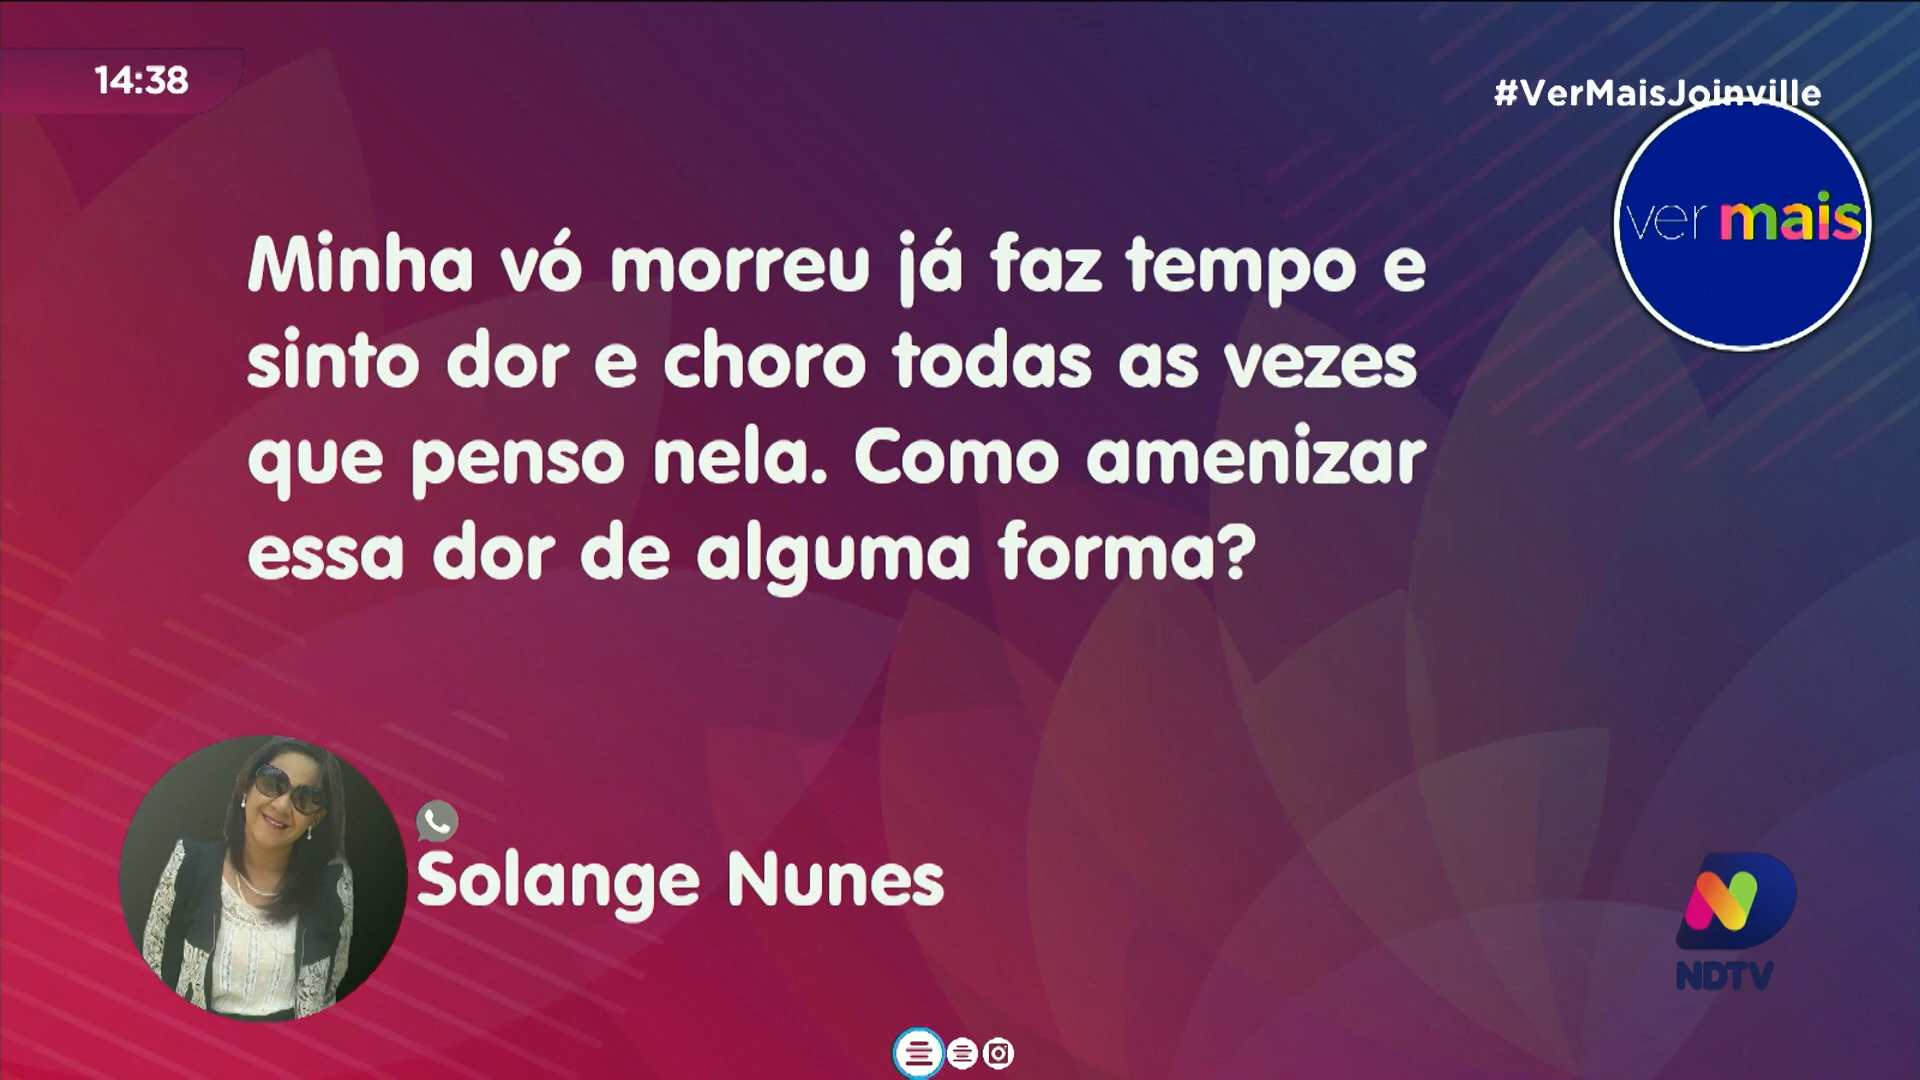 14:38
#VerMaisJoinville
ver mais
Minha vó morreu já faz tempo e
sinto dor e choro todas as vezes
que penso nela. Como amenizar
essa dor de alguma forma?
Solange Nunes
NDTV